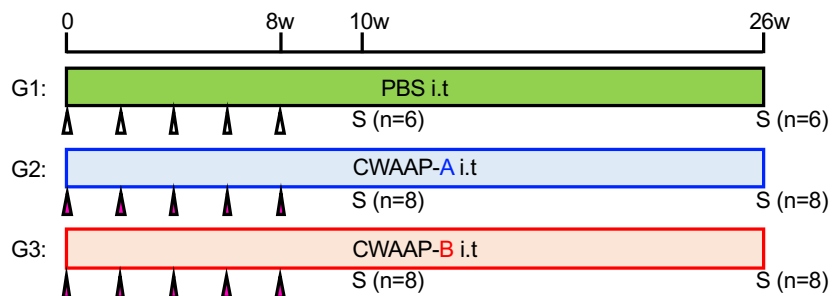 0 8w 10w 26w
G1: PBS i.t
S (n=6) S (n=6)
G2: CWAAP-A i.t
S (n=8) S (n=8)
G3: CWAAP-B i.t
S (n=8) S (n=8)